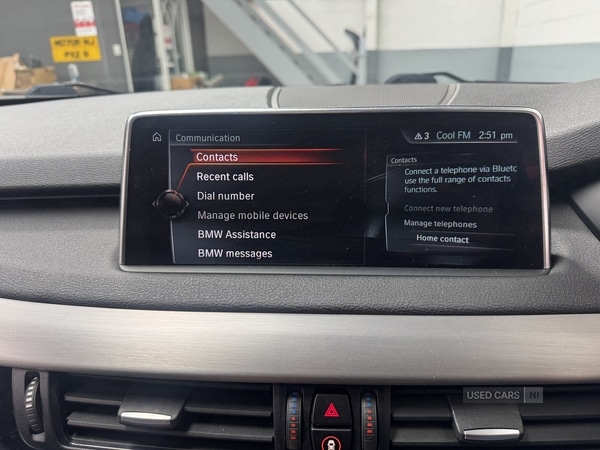 Communication
3 Cool FM 2:51 pm
Contacts
Recent calls
Dial number
Manage mobile devices
BMW Assistance
BMW messages
Contacts
Connect a telephone via Bluetc
use the full range of contacts
functions.
Connect new telephone
Manage telephones
Home contact
USED CARS NI